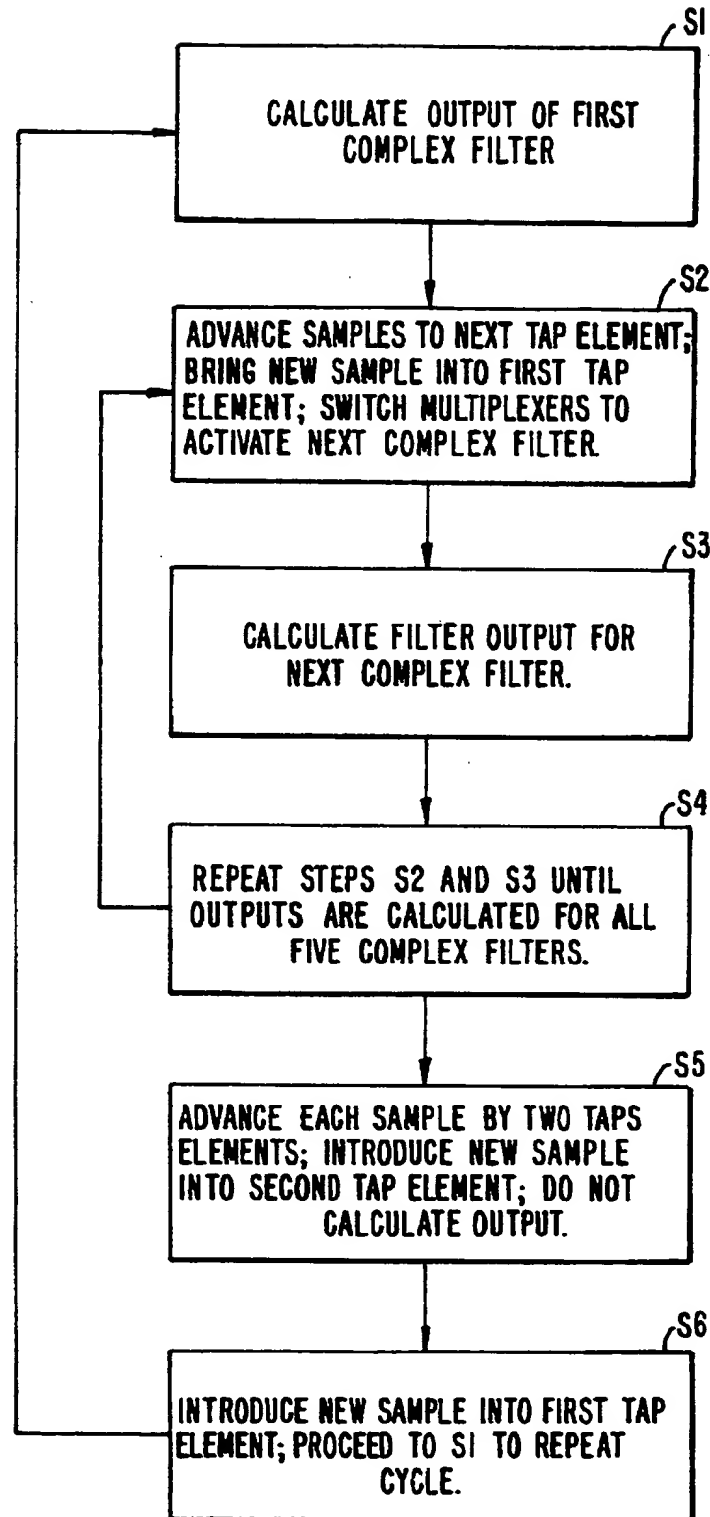 S1
CALCULATE OUTPUT OF FIRST
COMPLEX FILTER
S2
ADVANCE SAMPLES TO NEXT TAP ELEMENT;
BRING NEW SAMPLE INTO FIRST TAP
ELEMENT; SWITCH MULTIPLEXERS TO
ACTIVATE NEXT COMPLEX FILTER.
S3
CALCULATE FILTER OUTPUT FOR
NEXT COMPLEX FILTER.
S4
REPEAT STEPS S2 AND S3 UNTIL
OUTPUTS ARE CALCULATED FOR ALL
FIVE COMPLEX FILTERS.
S5
ADVANCE EACH SAMPLE BY TWO TAPS
ELEMENTS; INTRODUCE NEW SAMPLE
INTO SECOND TAP ELEMENT; DO NOT
CALCULATE OUTPUT.
S6
INTRODUCE NEW SAMPLE INTO FIRST TAP
ELEMENT; PROCEED TO S1 TO REPEAT
CYCLE.